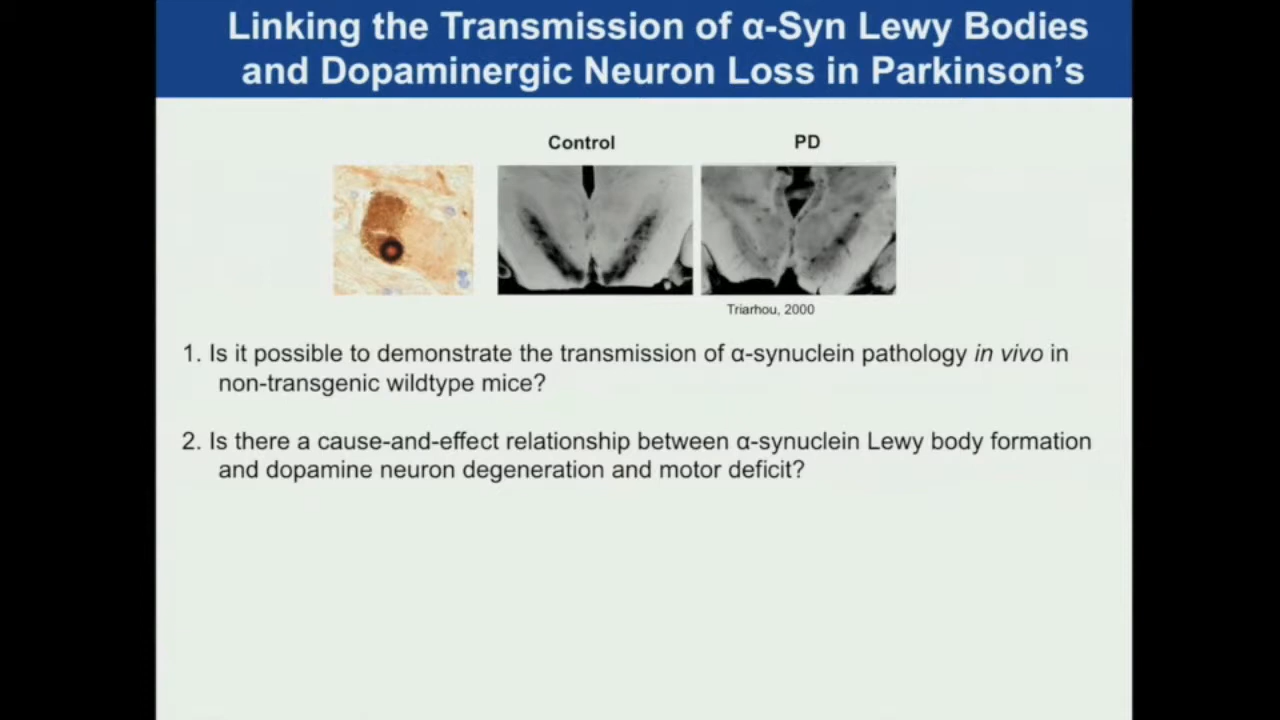 Linking the Transmission of α-Syn Lewy Bodies
and Dopaminergic Neuron Loss in Parkinson's
Control PD
Triarhou, 2000
1. Is it possible to demonstrate the transmission of α-synuclein pathology in vivo in
non-transgenic wildtype mice?
2. Is there a cause-and-effect relationship between α-synuclein Lewy body formation
and dopamine neuron degeneration and motor deficit?